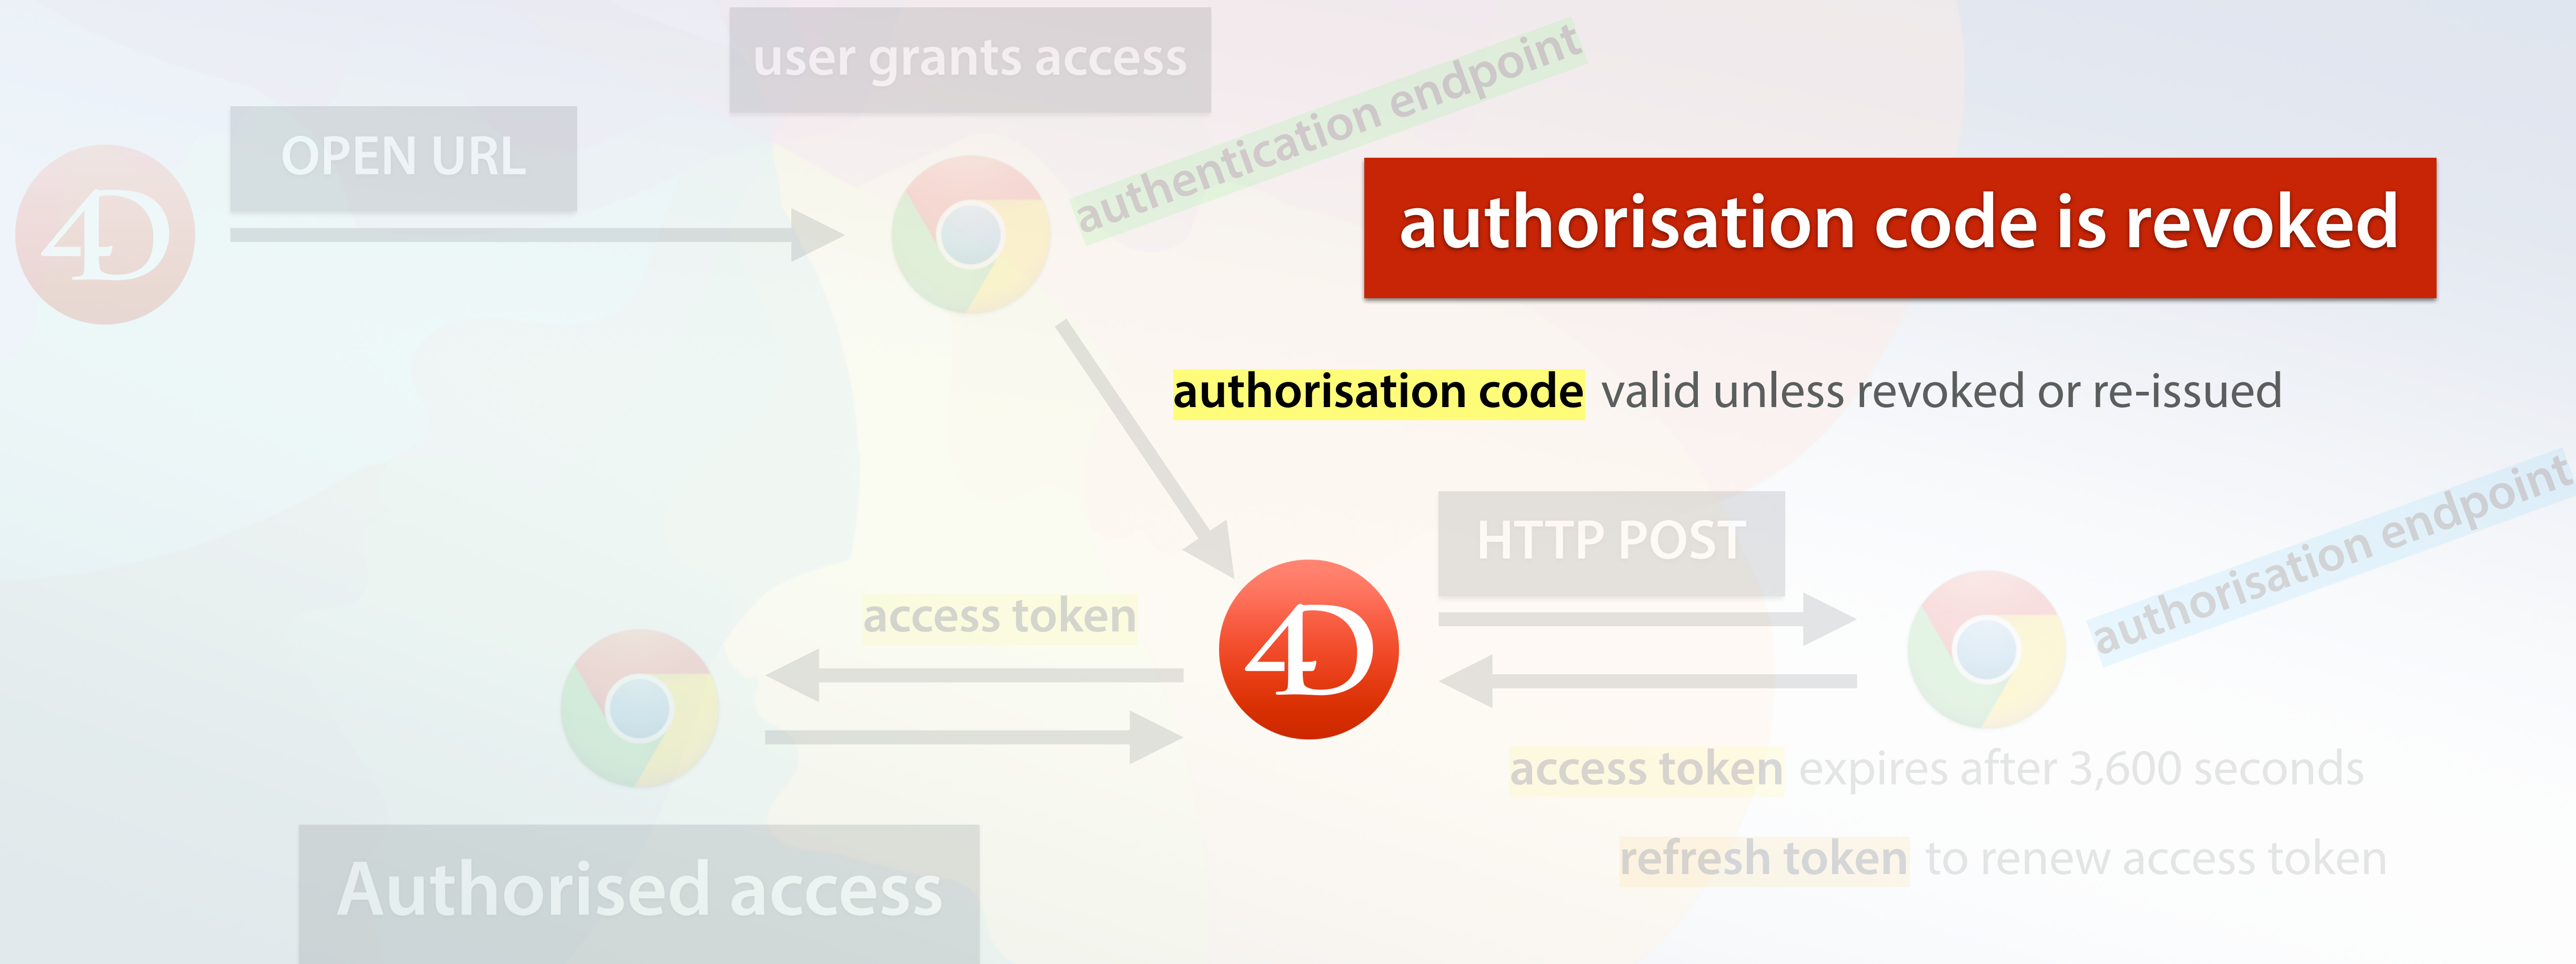 user grants access
OPEN URL
4D
authentication endpoint
authorisation code is revoked
authorisation code valid unless revoked or re-issued
HTTP POST
authorisation endpoint
access token
4D
access token expires after 3,600 seconds
refresh token to renew access token
Authorised access